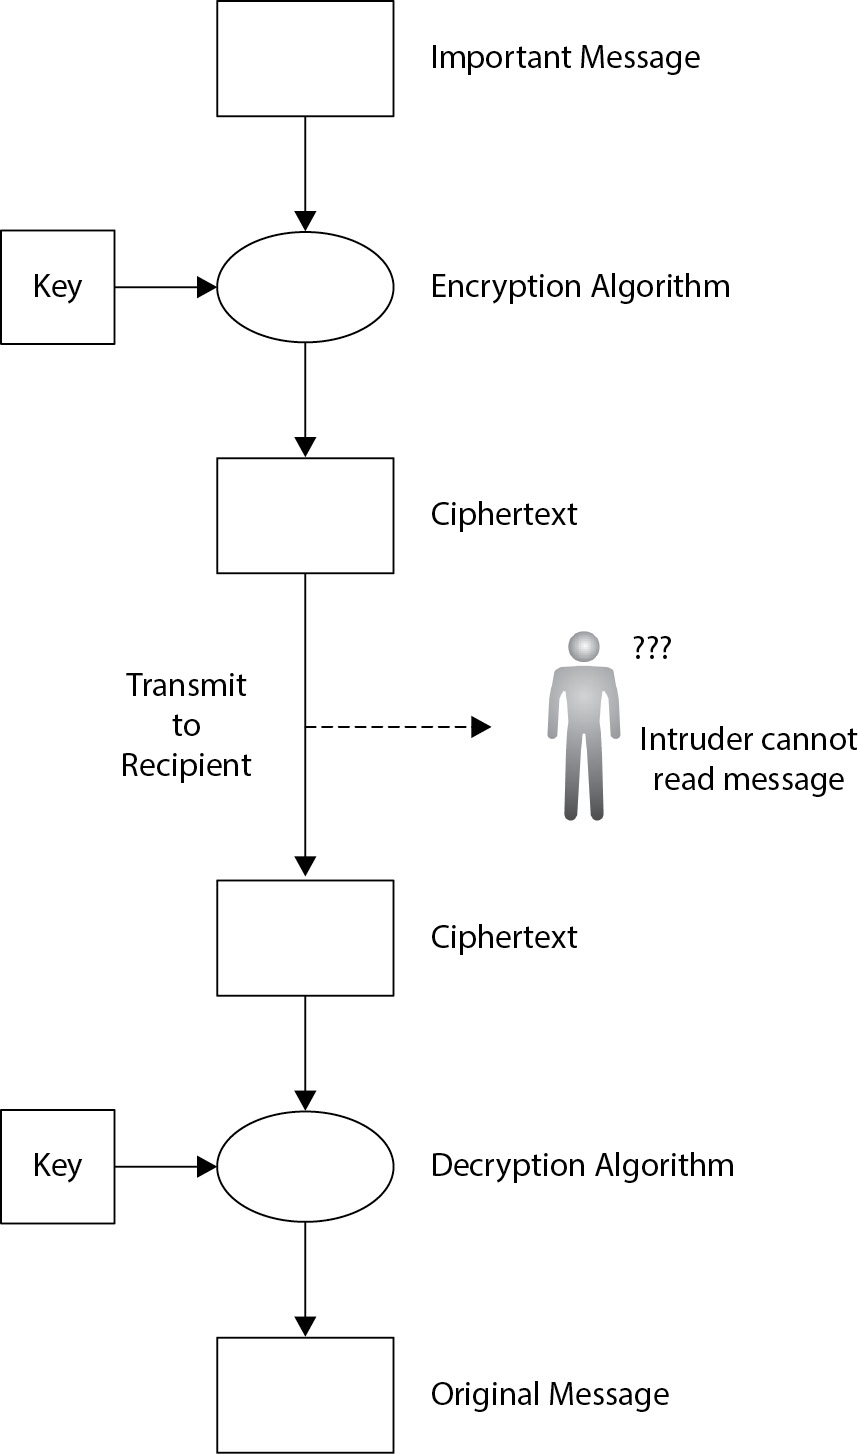 Important Message
Key
Encryption Algorithm
Ciphertext
Transmit
to
Recipient
???
Intruder cannot
read message
Ciphertext
Key
Decryption Algorithm
Original Message